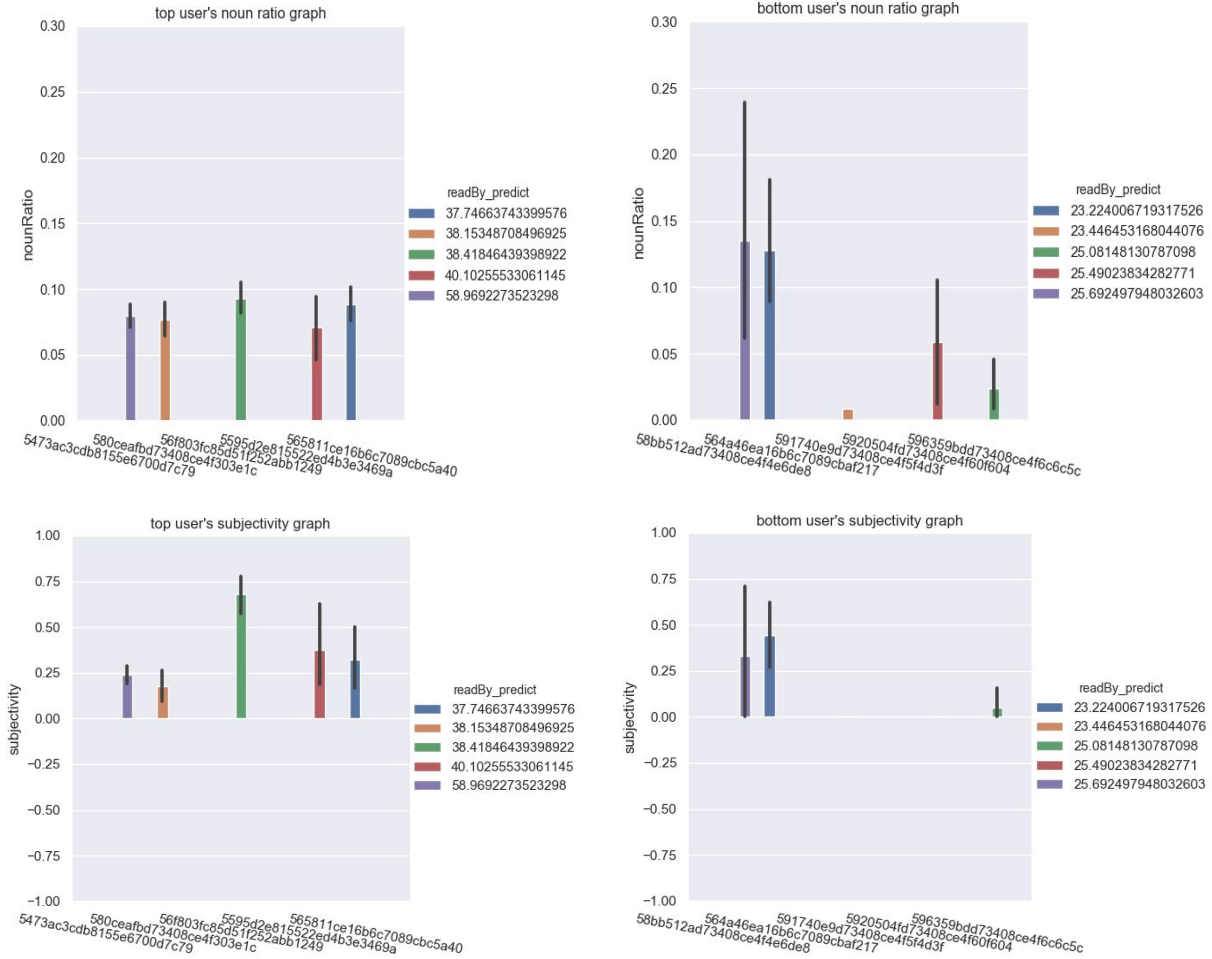 top user's noun ratio graph
0.30
0.25
0.20
0.15
0.10
0.05
0.00
nounRatio
5473ac3cdb8155e6700d7c79
580ceafbd73408ce4f303e1c
56f803fc85d51f252abb1249
5595d2e815522ed4b3e3469a
565811ce16b6c7089cbc5a40
readBy_predict
37.74663743399576
38.15348708496925
38.41846439398922
40.10255533061145
58.9692273523298
bottom user's noun ratio graph
0.30
0.25
0.20
0.15
0.10
0.05
0.00
nounRatio
58bb512ad73408ce4f4e6de8
564a46ea16b6c7089cbaf217
591740e9d73408ce4f5f4d3f
5920504fd73408ce4f60f604
596359bdd73408ce4f6c6c5c
readBy_predict
23.224006719317526
23.446453168044076
25.08148130787098
25.49023834282771
25.692497948032603
top user's subjectivity graph
1.00
0.75
0.50
0.25
0.00
−0.25
−0.50
−0.75
−1.00
subjectivity
5473ac3cdb8155e6700d7c79
580ceafbd73408ce4f303e1c
56f803fc85d51f252abb1249
5595d2e815522ed4b3e3469a
565811ce16b6c7089cbc5a40
readBy_predict
37.74663743399576
38.15348708496925
38.41846439398922
40.10255533061145
58.9692273523298
bottom user's subjectivity graph
1.00
0.75
0.50
0.25
0.00
−0.25
−0.50
−0.75
−1.00
subjectivity
58bb512ad73408ce4f4e6de8
564a46ea16b6c7089cbaf217
591740e9d73408ce4f5f4d3f
5920504fd73408ce4f60f604
596359bdd73408ce4f6c6c5c
readBy_predict
23.224006719317526
23.446453168044076
25.08148130787098
25.49023834282771
25.692497948032603